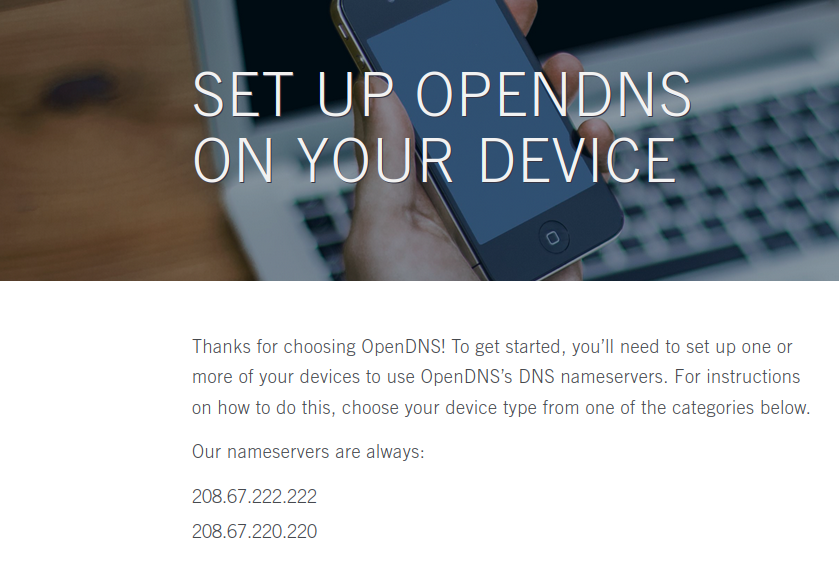 SET UP OPENDNS
ON YOUR DEVICE
Thanks for choosing OpenDNS! To get started, you’ll need to set up one or
more of your devices to use OpenDNS’s DNS nameservers. For instructions
on how to do this, choose your device type from one of the categories below.
Our nameservers are always:
208.67.222.222
208.67.220.220